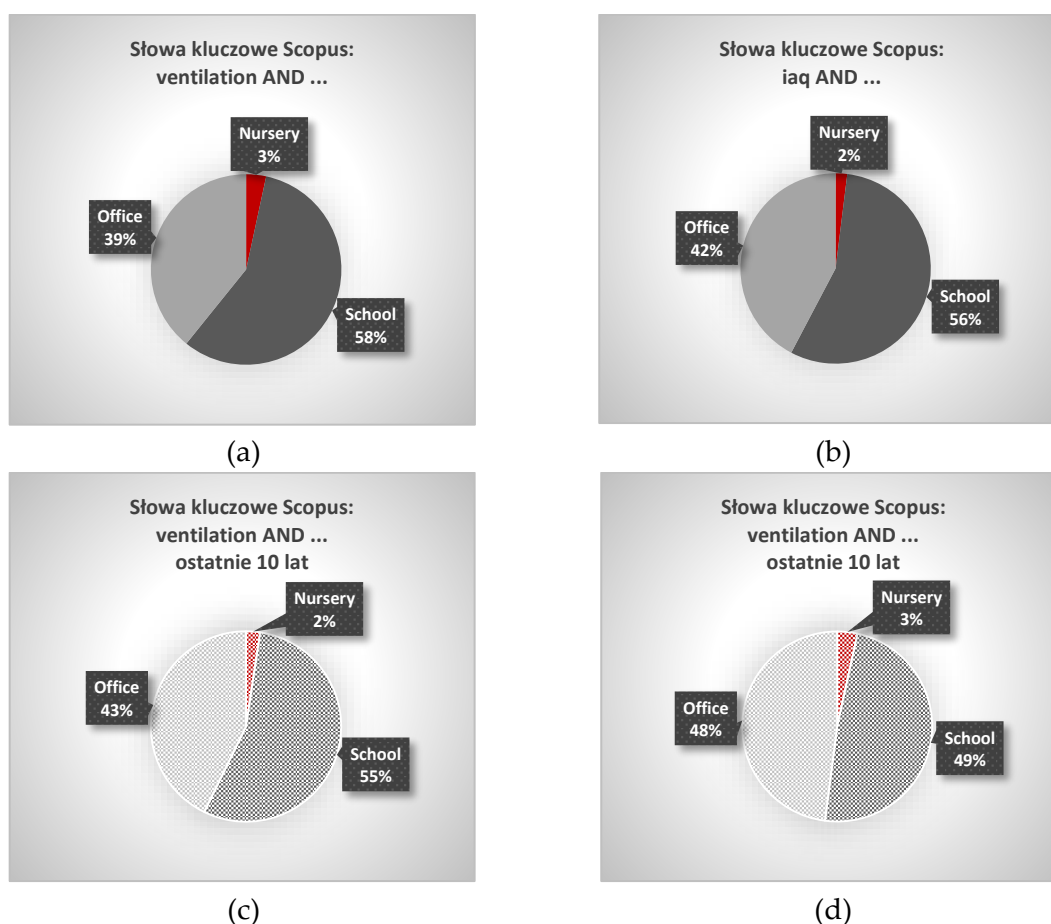 Słowa kluczowe Scopus:
ventilation AND ...
Nursery
3%
Office
39%
School
58%
(a)
Słowa kluczowe Scopus:
iaq AND ...
Nursery
2%
Office
42%
School
56%
(b)
Słowa kluczowe Scopus:
ventilation AND ...
ostatnie 10 lat
Nursery
2%
Office
43%
School
55%
(c)
Słowa kluczowe Scopus:
ventilation AND ...
ostatnie 10 lat
Nursery
3%
Office
48%
School
49%
(d)